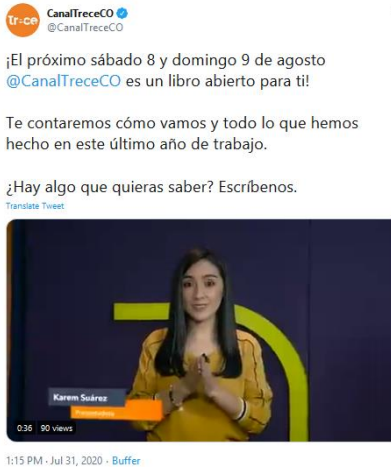 Tr3ce
CanalTreceCO
@CanalTreceCO
¡El próximo sábado 8 y domingo 9 de agosto
@CanalTreceCO es un libro abierto para ti!
Te contaremos cómo vamos y todo lo que hemos
hecho en este último año de trabajo.
¿Hay algo que quieras saber? Escríbenos.
Translate Tweet
Karem Suárez
Presentadora
0:36 90 views
1:15 PM · Jul 31, 2020 · Buffer